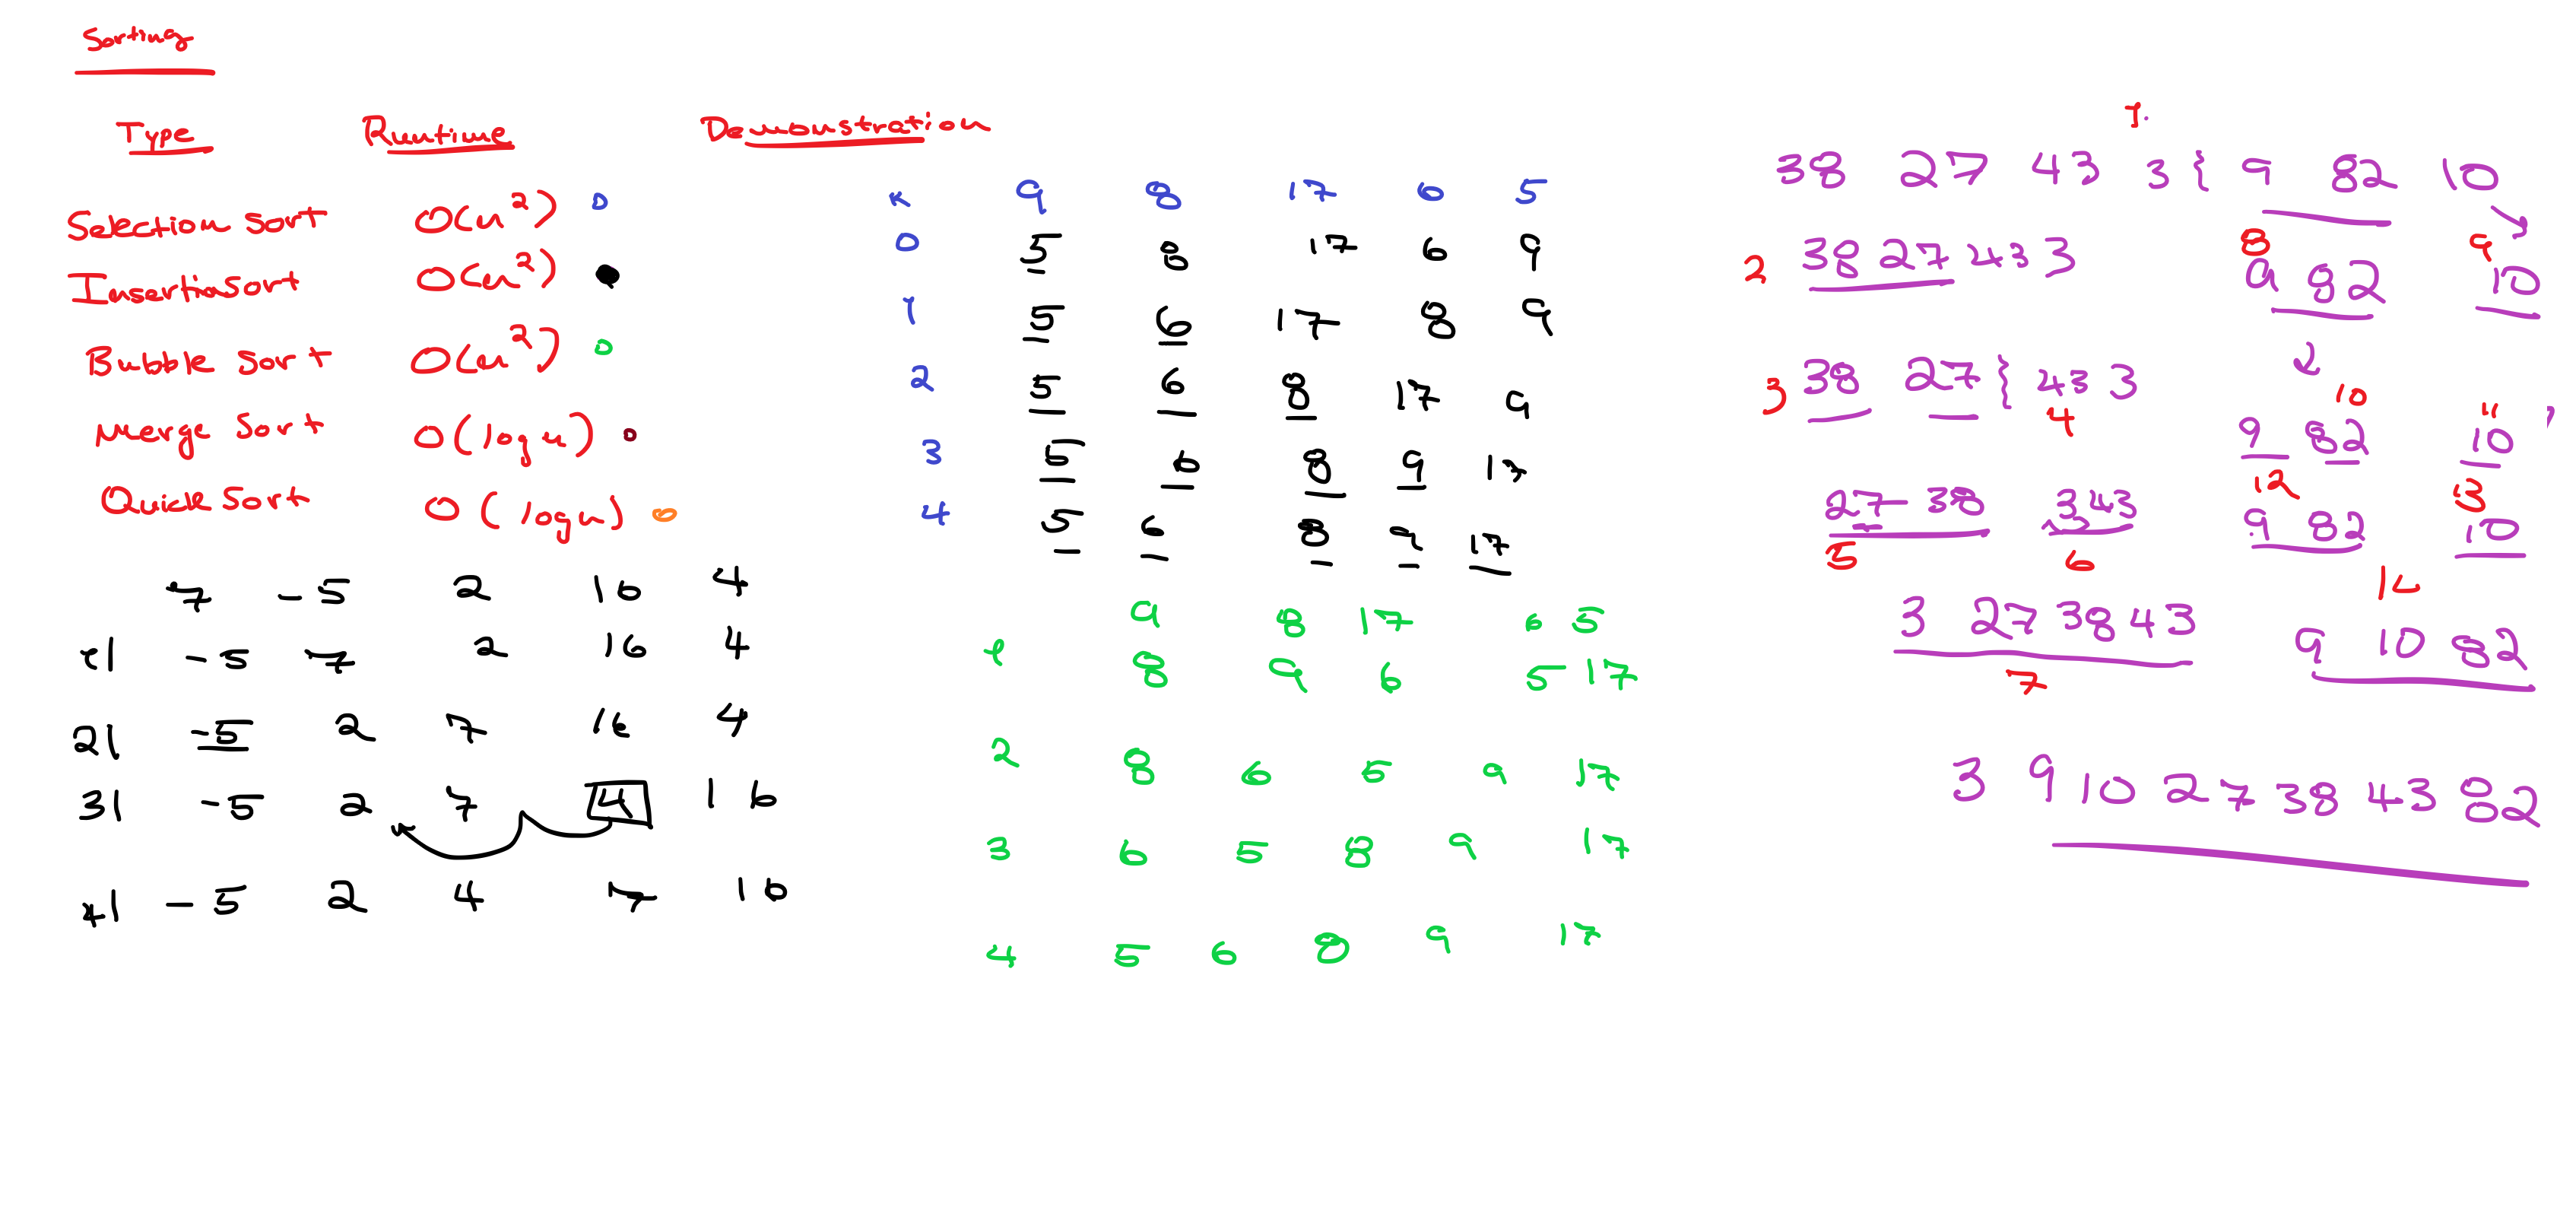 Sorting
Type Runtime Demonstration
Selection Sort O(n²)
Insertion Sort O(n²)
Bubble Sort O(n²)
Merge Sort O(logn)
Quick Sort O(logn)
7 -5 2 16 4
1| -5 7 2 16 4
2| -5 2 7 16 4
3| -5 2 7 4 16
4| -5 2 4 7 16
K 9 8 17 6 5
0 5 8 17 6 9
1 5 6 17 8 9
2 5 6 8 17 9
3 5 6 8 9 17
4 5 6 8 9 17
9 8 17 6 5
1 8 9 6 5 17
2 8 6 5 9 17
3 6 5 8 9 17
4 5 6 8 9 17
1.
38 27 43 3 { 9 82 10
8 9
2 38 27 43 3 9 82 10
3 38 27 } 43 3
4
10 11
9 82 10
12 13
27 38 3 43 9 82 10
5 6
14
3 27 38 43 9 10 82
7
3 9 10 27 38 43 82